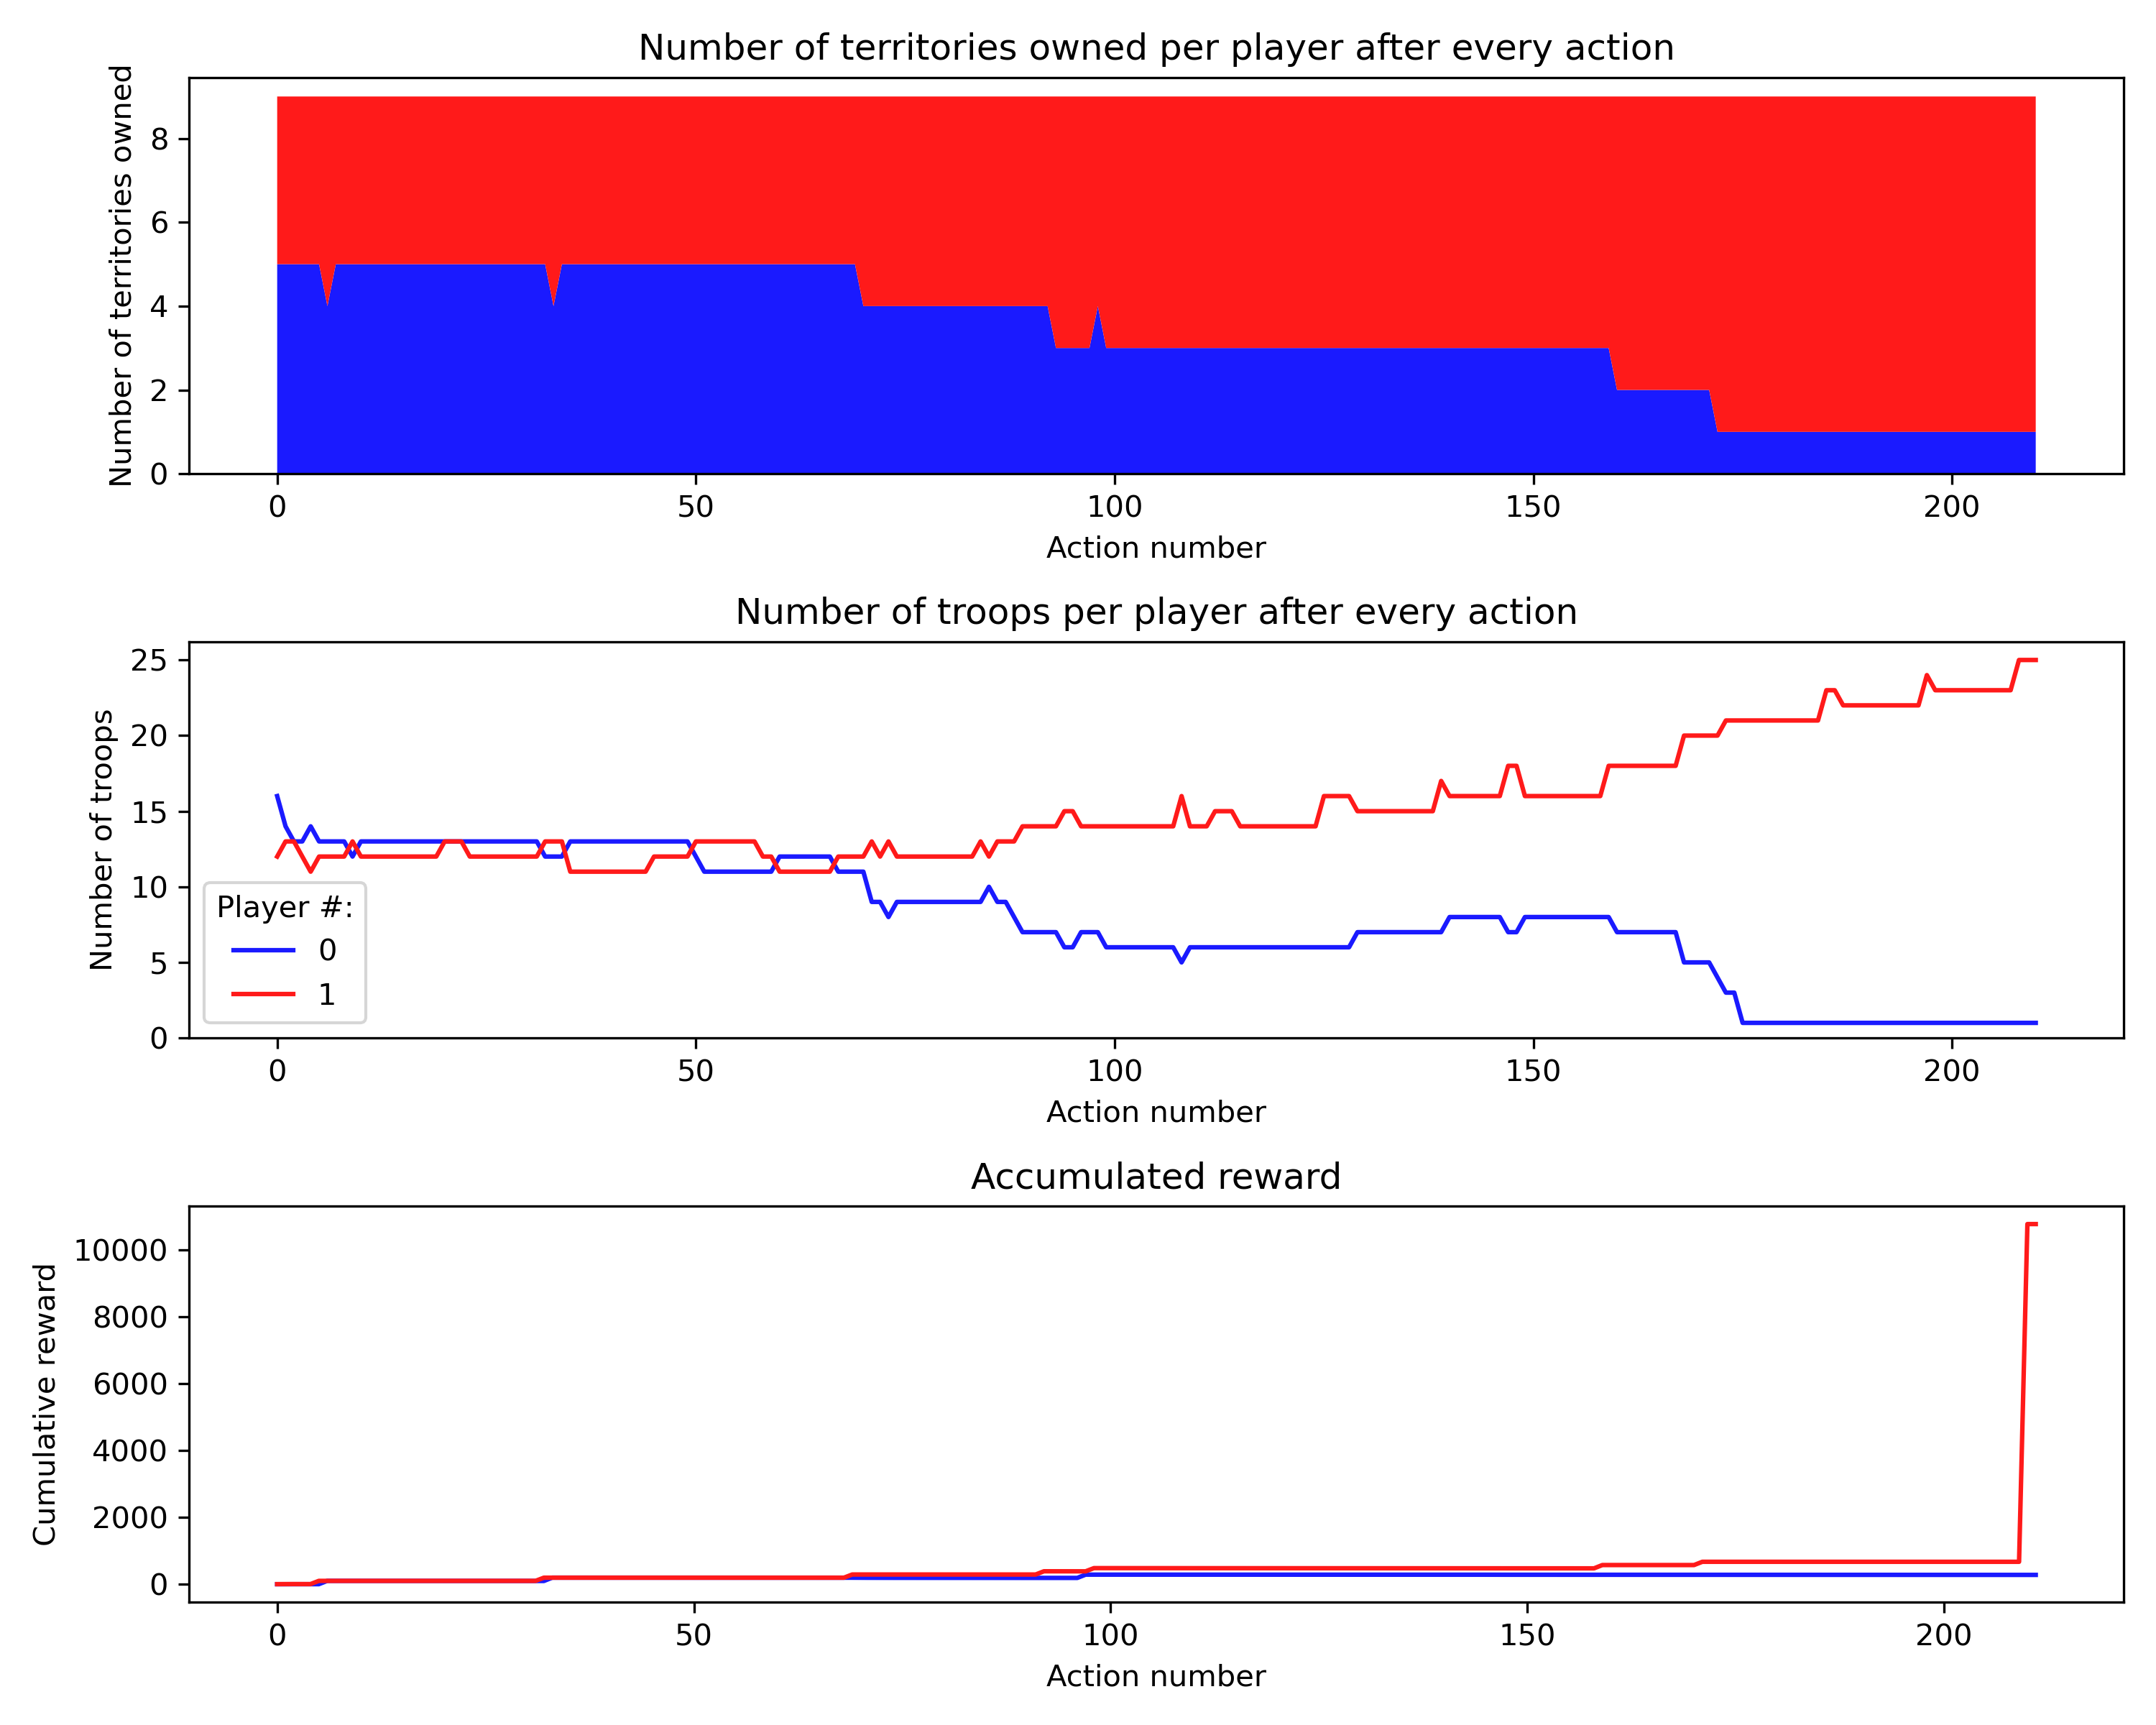 Number of territories owned per player after every action
Number of territories owned
8
6
4
2
0
0 50 100 150 200
Action number
Number of troops per player after every action
Number of troops
25
20
15
10
5
0
Player #:
0
1
0 50 100 150 200
Action number
Accumulated reward
Cumulative reward
10000
8000
6000
4000
2000
0
0 50 100 150 200
Action number